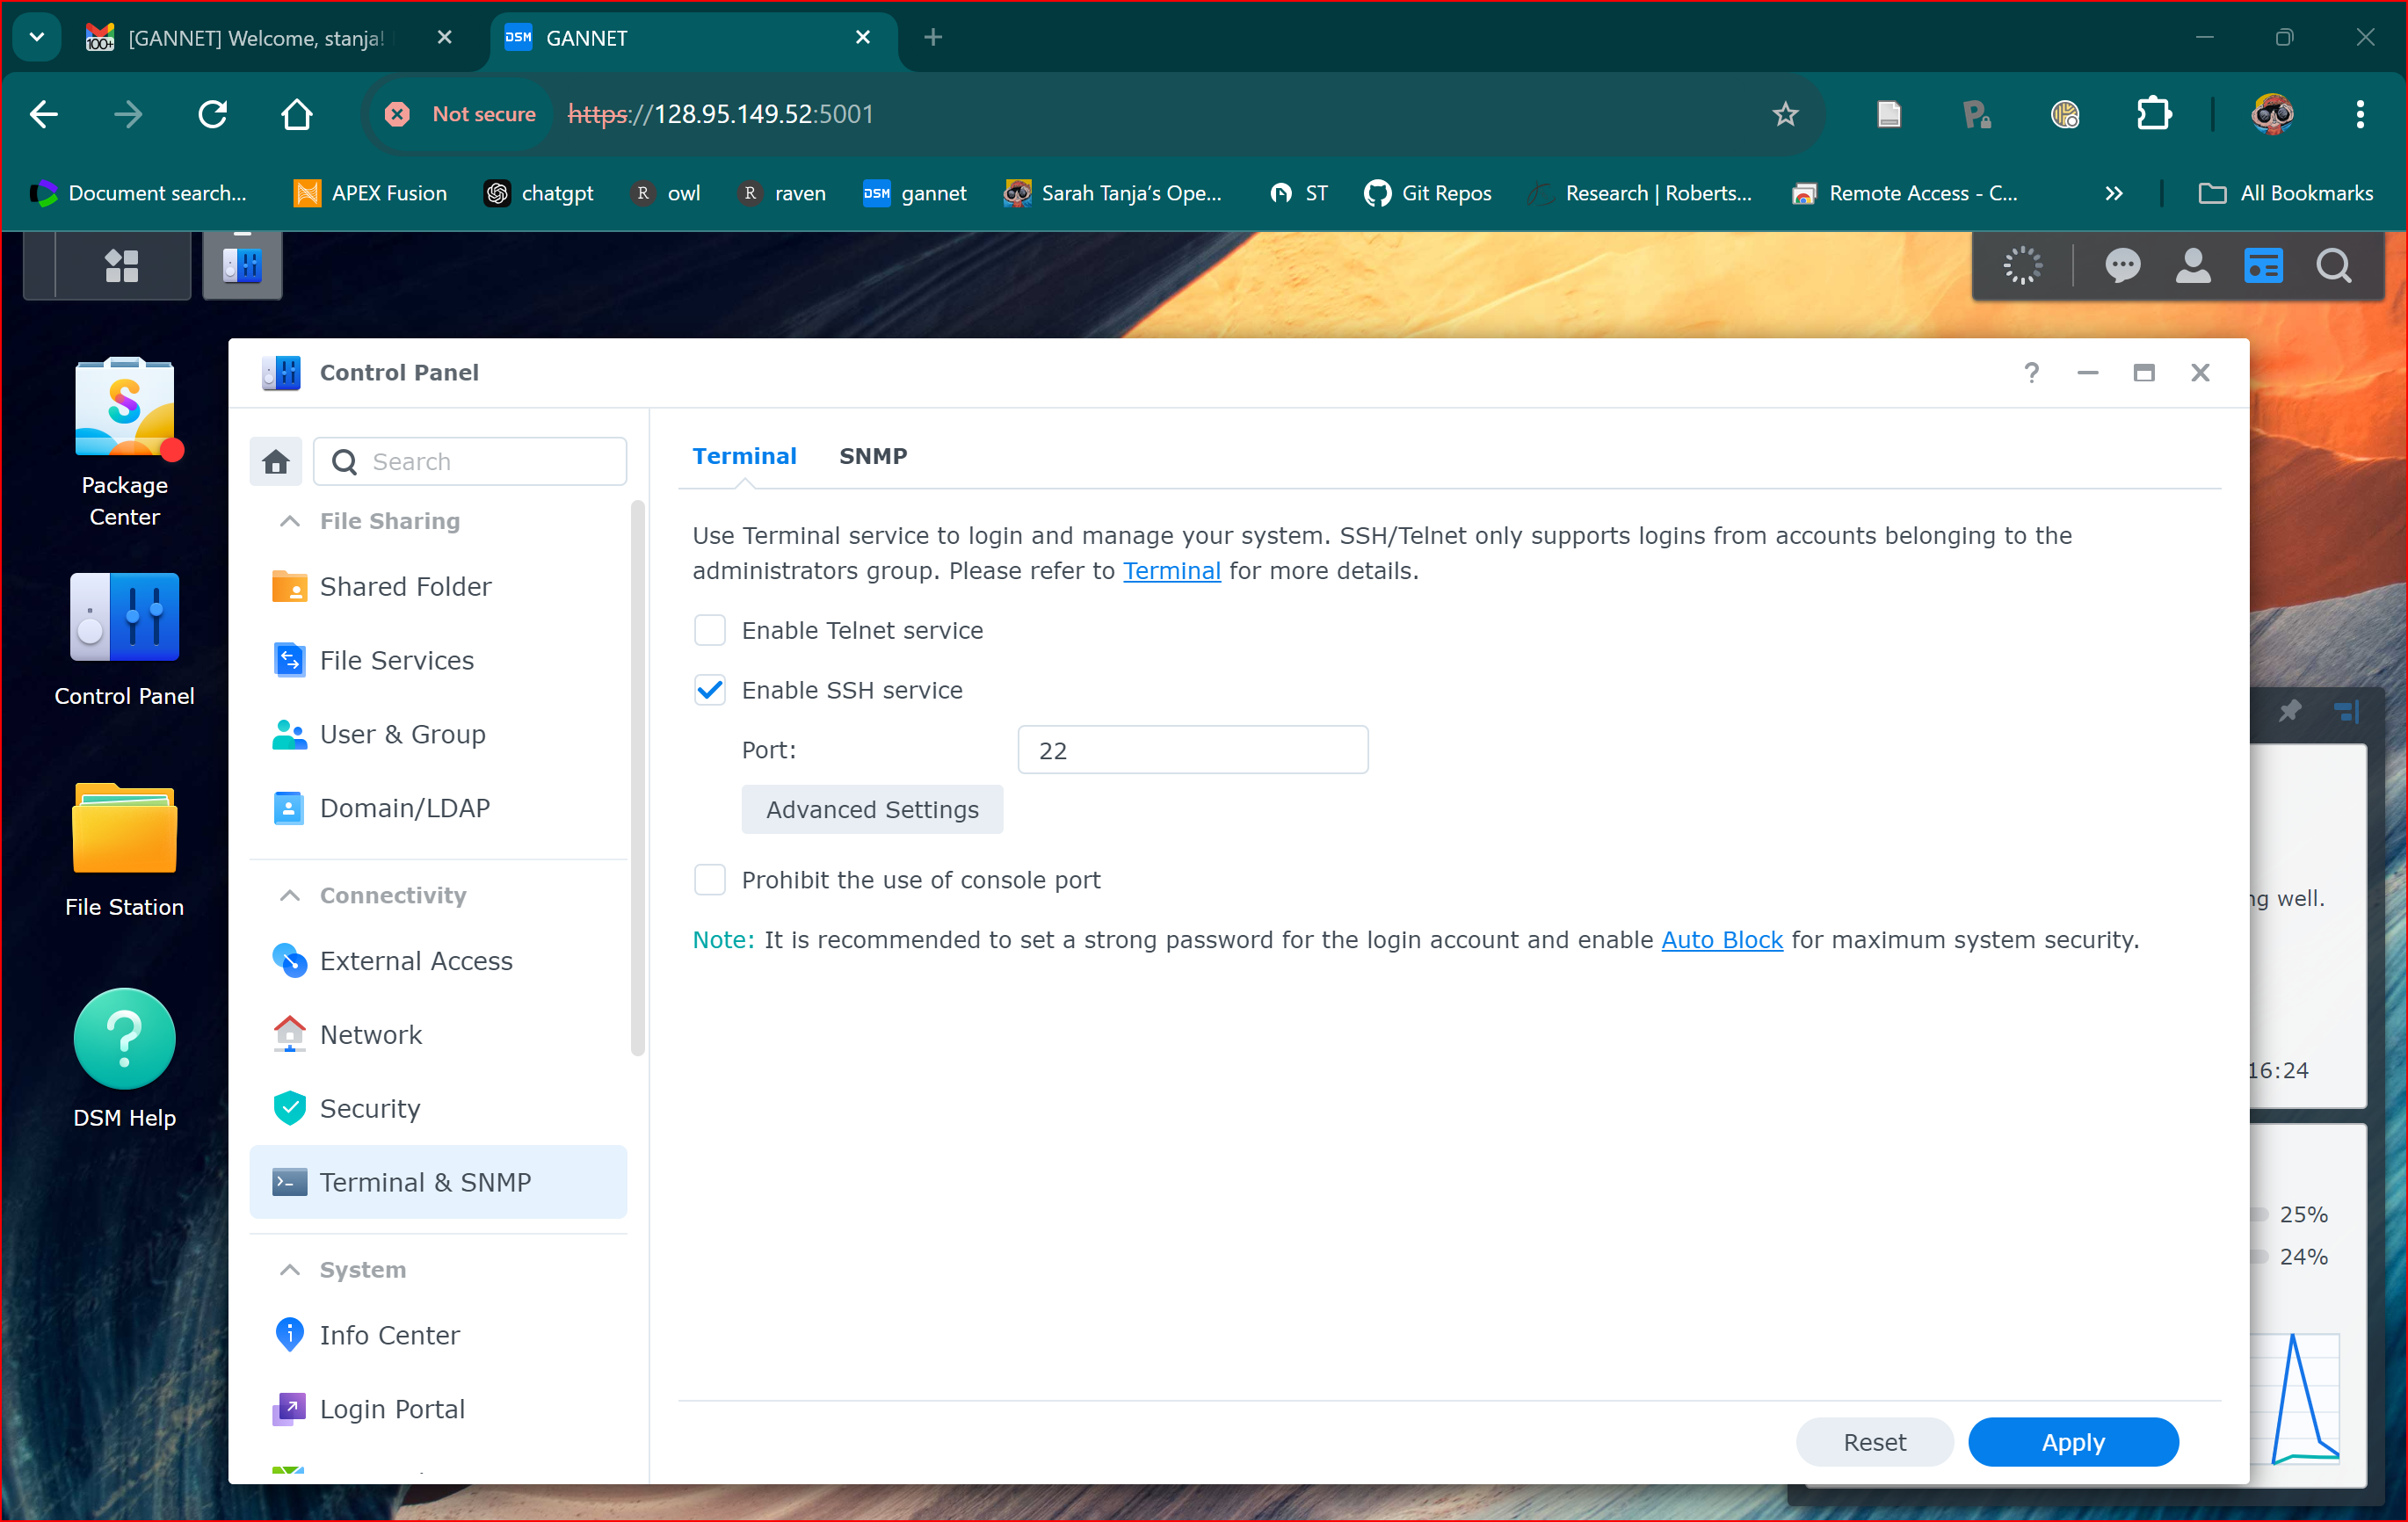 [GANNET] Welcome, stanja!
DSM GANNET
Not secure https://128.95.149.52:5001
Document search...
APEX Fusion
chatgpt
R owl
R raven
DSM gannet
Sarah Tanja's Ope...
ST
Git Repos
Research | Roberts...
Remote Access - C...
All Bookmarks
Package
Center
Control Panel
File Station
DSM Help
Control Panel
Search
File Sharing
Shared Folder
File Services
User & Group
Domain/LDAP
Connectivity
External Access
Network
Security
Terminal & SNMP
System
Info Center
Login Portal
Terminal SNMP
Use Terminal service to login and manage your system. SSH/Telnet only supports logins from accounts belonging to the
administrators group. Please refer to Terminal for more details.
Enable Telnet service
Enable SSH service
Port: 22
Advanced Settings
Prohibit the use of console port
Note: It is recommended to set a strong password for the login account and enable Auto Block for maximum system security.
Reset Apply
well.
16:24
25%
24%